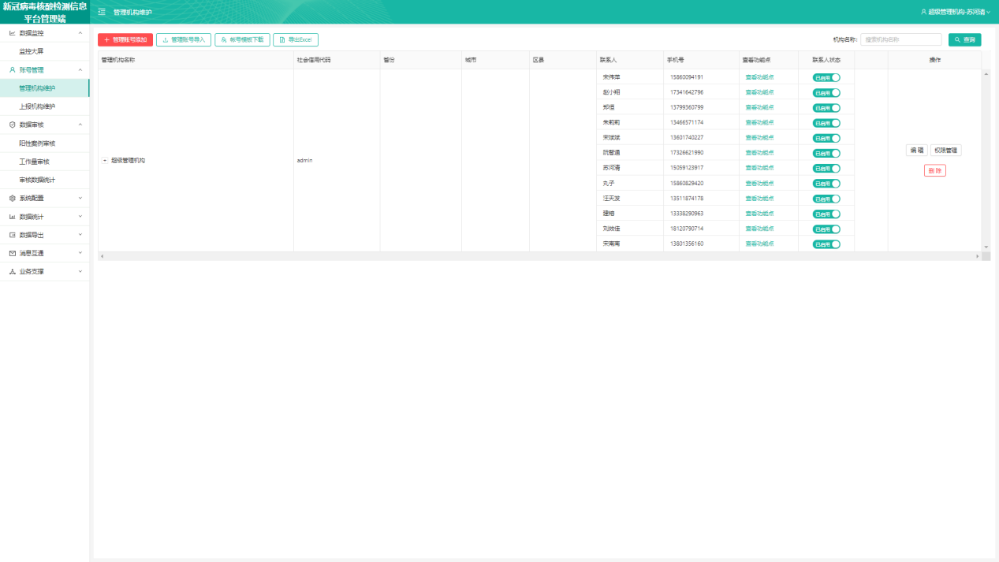 新冠病毒核酸检测信息
平台管理端
管理机构维护
超级管理机构-苏河清
数据监控
监控大屏
账号管理
管理机构维护
上报机构维护
数据审核
阳性案例审核
工作量审核
审核数据统计
系统配置
数据统计
数据导出
消息互通
业务支撑
管理账号添加 管理账号导入 帐号模板下载 导出Excel 机构名称: 搜索机构名称 查询
管理机构名称 社会信用代码 省份 城市 区县 联系人 手机号 查看功能点 联系人状态 操作
宋伟萍 15860094191 查看功能点 已启用
赵小翔 17341642796 查看功能点 已启用
郑恒 13799360799 查看功能点 已启用
朱莉莉 13466571174 查看功能点 已启用
宋斌斌 13601740227 查看功能点 已启用
阮智通 17326621990 查看功能点 已启用
编 辑 权限管理
超级管理机构 admin
苏河清 15059123917 查看功能点 已启用
删 除
丸子 15860829420 查看功能点 已启用
汪天发 13511874178 查看功能点 已启用
建榕 13338290963 查看功能点 已启用
刘效佳 18120790714 查看功能点 已启用
宋南南 13801356160 查看功能点 已启用